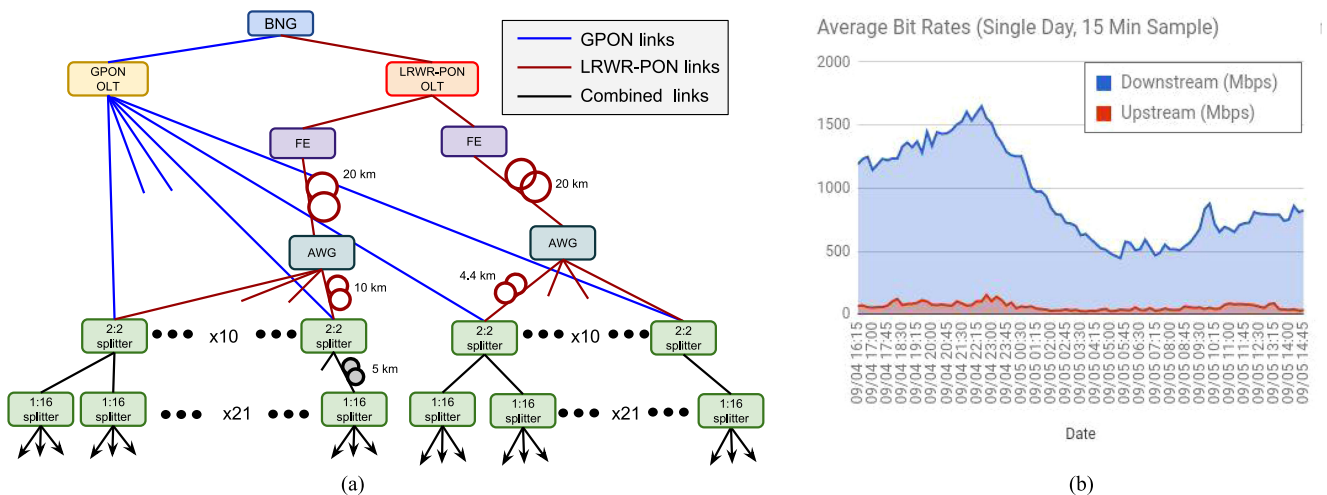 BNG
GPON
OLT
LRWR-PON
OLT
GPON links
LRWR-PON links
Combined links
FE
FE
20 km
20 km
AWG
AWG
10 km
4.4 km
2:2
splitter
x10
2:2
splitter
2:2
splitter
x10
2:2
splitter
5 km
1:16
splitter
1:16
splitter
x21
1:16
splitter
1:16
splitter
1:16
splitter
x21
1:16
splitter
(a)
Average Bit Rates (Single Day, 15 Min Sample)
Downstream (Mbps)
Upstream (Mbps)
2000
1500
1000
500
0
09/04 16:15
09/04 17:00
09/04 17:45
09/04 18:30
09/04 19:15
09/04 20:00
09/04 20:45
09/04 21:30
09/04 22:15
09/04 23:00
09/04 23:45
09/05 00:30
09/05 01:15
09/05 02:00
09/05 02:45
09/05 03:30
09/05 04:15
09/05 05:00
09/05 05:45
09/05 06:30
09/05 07:15
09/05 08:00
09/05 08:45
09/05 09:30
09/05 10:15
09/05 11:00
09/05 11:45
09/05 12:30
09/05 13:15
09/05 14:00
09/05 14:45
Date
(b)